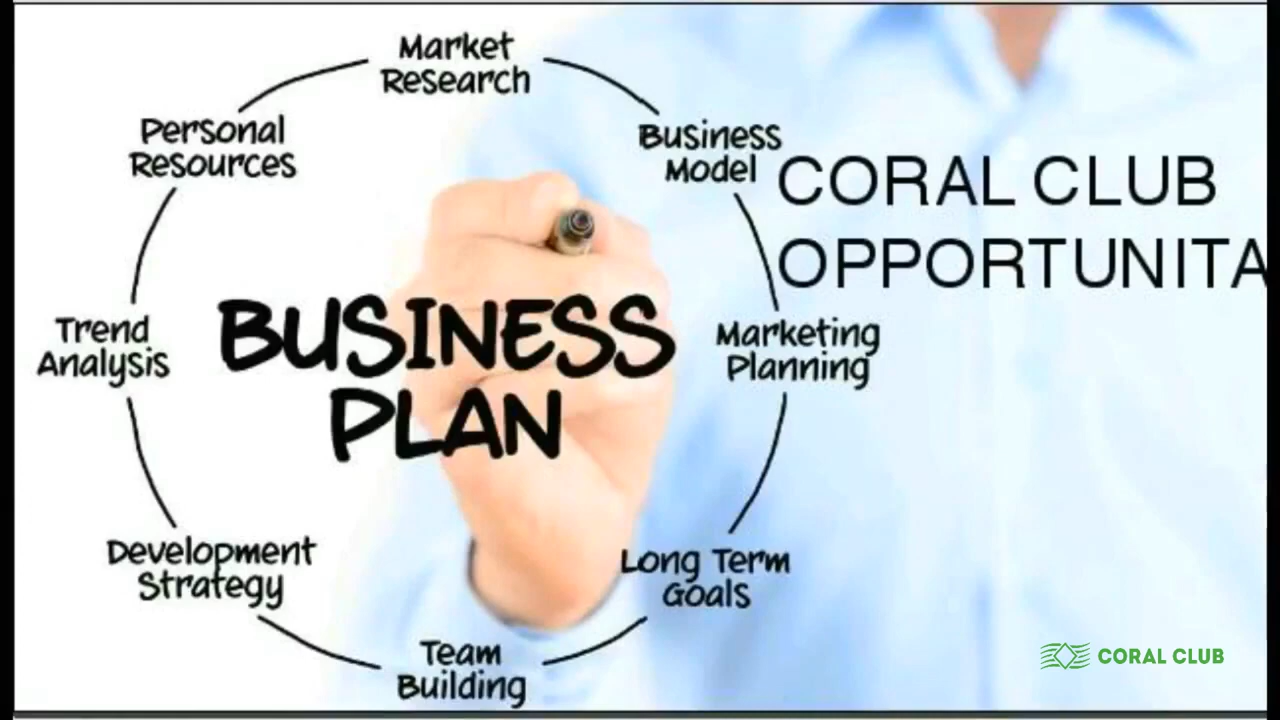 Market
Research
Business
Model
CORAL CLUB
OPPORTUNITA
Marketing
Planning
Long Term
Goals
Team
Building
Development
Strategy
Trend
Analysis
Personal
Resources
BUSINESS
PLAN
CORAL CLUB